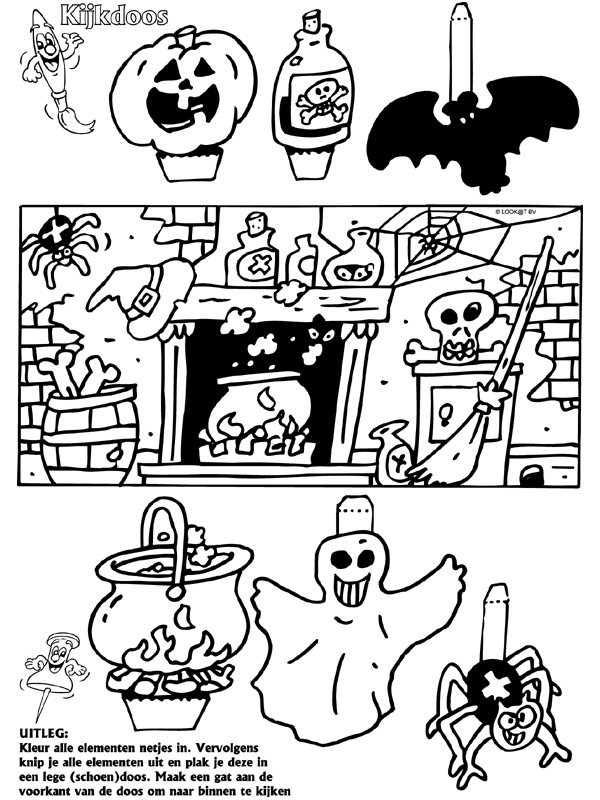 Kijkdoos
© LOOK@T BV
UITLEG:
Kleur alle elementen netjes in. Vervolgens
knip je alle elementen uit en plak je deze in
een lege (schoen)doos. Maak een gat aan de
voorkant van de doos om naar binnen te kijken